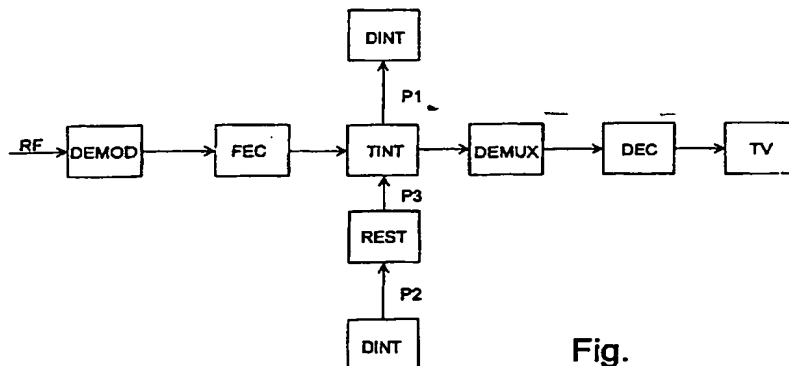 DINT
P1
RF
DEMOD
FEC
TINT
DEMUX
DEC
TV
P3
REST
P2
DINT
Fig.